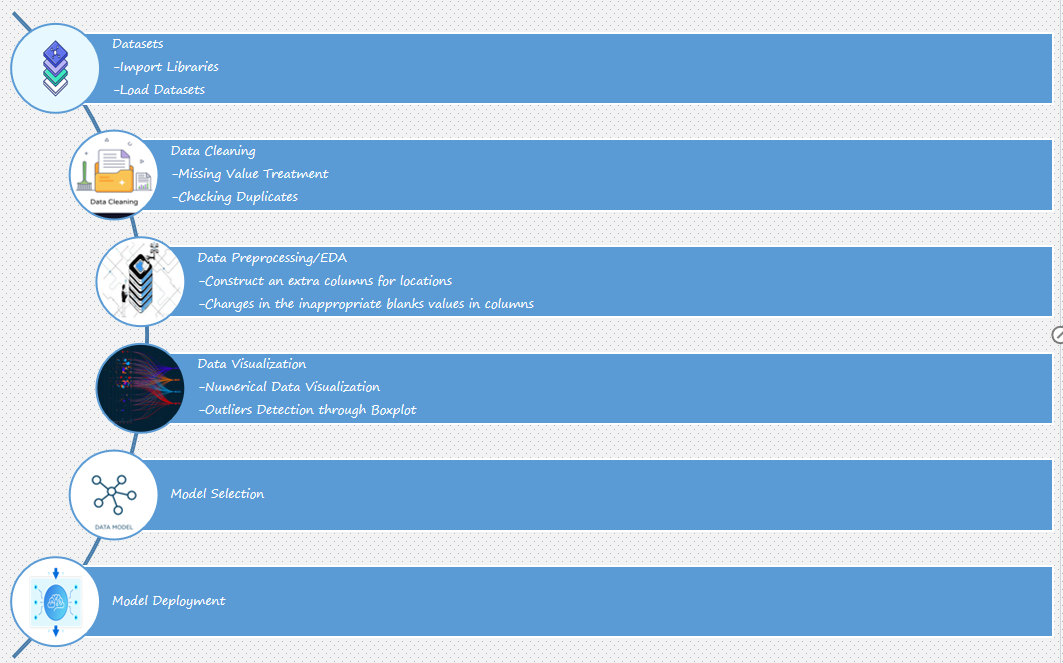 Datasets
-Import Libraries
-Load Datasets
Data Cleaning
-Missing Value Treatment
-Checking Duplicates
Data Cleaning
Data Preprocessing/EDA
-Construct an extra columns for locations
-Changes in the inappropriate blanks values in columns
Data Visualization
-Numerical Data Visualization
-Outliers Detection through Boxplot
Model Selection
DATA MODEL
Model Deployment